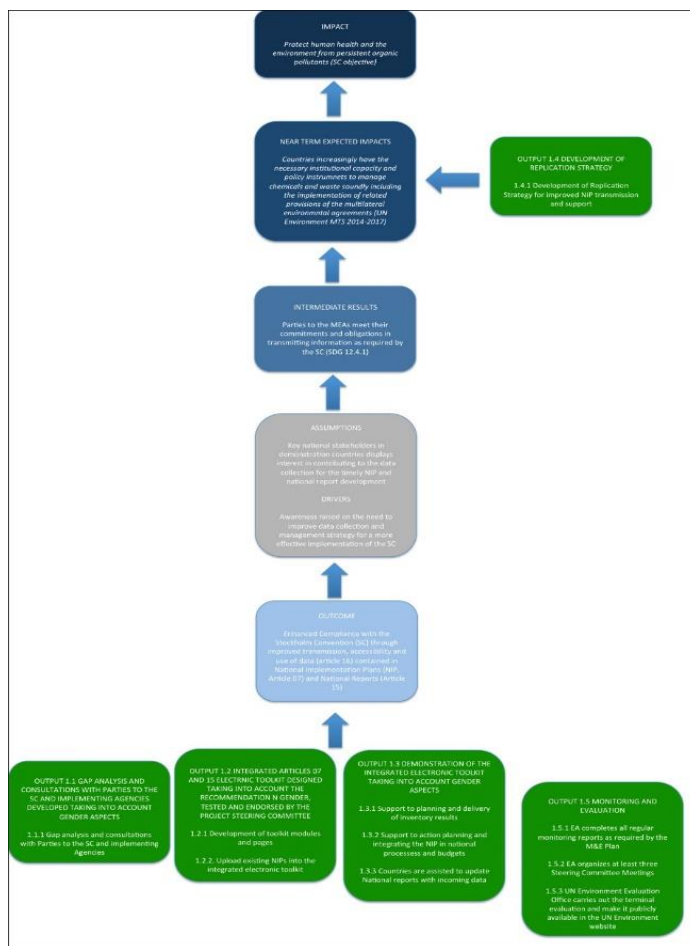 IMPACT
Protect human health and the
environment from persistent organic
pollutants (SC objective)
NEAR TERM EXPECTED IMPACTS
Countries increasingly have the
necessary institutional capacity and
policy instrumnets to manage
chemicals and waste soundly including
the implementation of related
provisions of the multilateral
environmntal agreements (UN
Environment MTS 2014-2017)
OUTPUT 1.4 DEVELOPMENT OF
REPLICATION STRATEGY
1.4.1 Development of Replication
Strategy for improved NIP transmission
and support
INTERMEDIATE RESULTS
Parties to the MEAs meet their
commitments and obligations in
transmitting information as required
by the SC (SDG 12.4.1)
ASSUMPTIONS
Key national stakeholders in
demonstration countries displays
interest in contributing to the data
collection for the timely NIP and
national report development
DRIVERS
Awareness raised on the need to
improve data collection and
management strategy for a more
effective implementation of the SC
OUTCOME
Enhanced Compliance with the
Stockholm Convention (SC) through
improved transmission, accessibility and
use of data (article 16) contained in
National Implementation Plans (NIP,
Article 07) and National Reports (Article
15)
OUTPUT 1.1 GAP ANALYSIS AND
CONSULTATIONS WITH PARTIES TO
THE SC AND IMPLEMENTING AGENCIES
DEVELOPED TAKING INTO ACCOUNT
GENDER ASPECTS
1.1.1 Gap analysis and consultations
with Parties to the SC and implementing
Agencies
OUTPUT 1.2 INTEGRATED ARTICLES 07
AND 15 ELECTRNIC TOOLKIT DESIGNED
TAKING INTO ACCOUNT THE
RECOMMENDATION N GENDER,
TESTED AND ENDORSED BY THE
PROJECT STEERING COMMITTEE
1.2.1 Development of toolkit modules
and pages
1.2.2. Upload existing NIPs into the
integrated electronic toolkit
OUTPUT 1.3 DEMONSTRATION OF THE
INTEGRATED ELECTRONIC TOOLKIT
TAKING INTO ACCOUNT GENDER
ASPECTS
1.3.1 Support to planning and delivery
of inventory results
1.3.2 Support to action planning and
integrating the NIP in national
processess and budgets
1.3.3 Countries are assisted to update
National reports with incoming data
OUTPUT 1.5 MONITORING AND
EVALUATION
1.5.1 EA completes all regular
monitoring reports as required by the
M&E Plan
1.5.2 EA organizes at least three
Steering Committee Meetings
1.5.3 UN Environment Evaluation
Office carries out the terminal
evaluation and make it publicly
available in the UN Environment
website